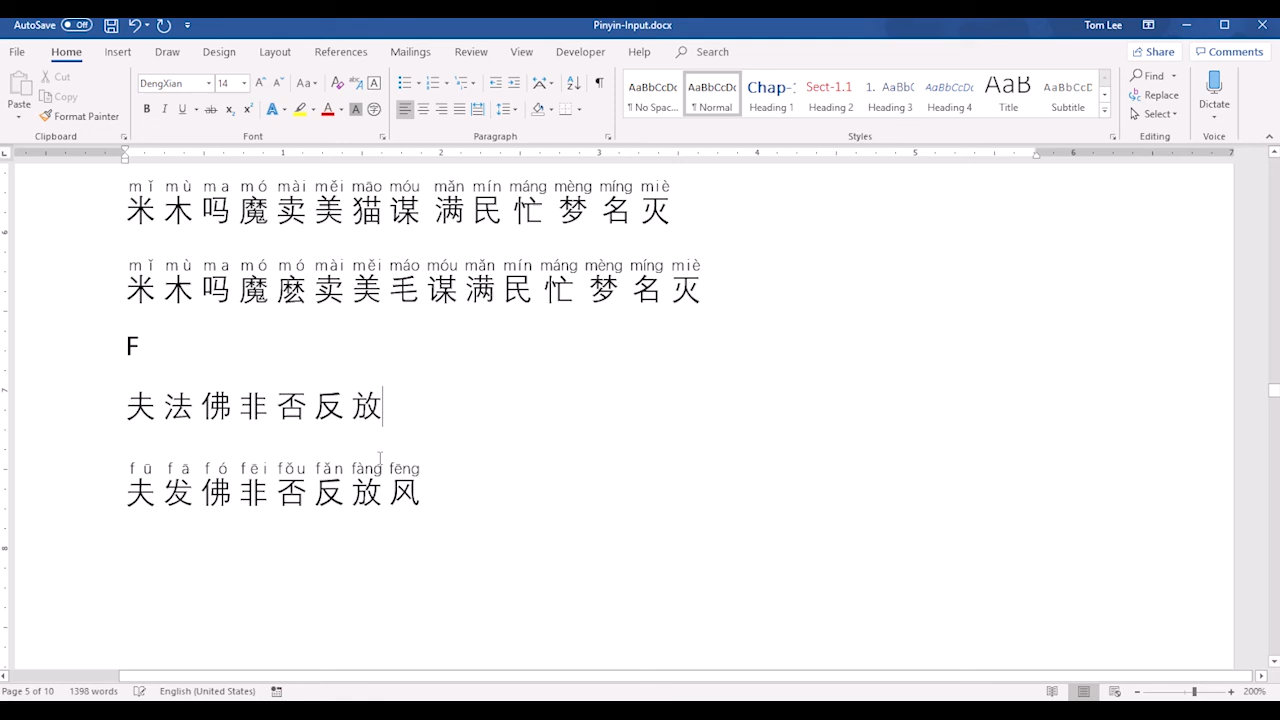 AutoSave Off Pinyin-Input.docx Tom Lee
File Home Insert Draw Design Layout References Mailings Review View Developer Help Search Share Comments
Paste Cut Copy Format Painter
DengXian 14
AaBbCcDc AaBbCcDc Chap- Sect-1.1 1. AaBb( AaBbCcDc AaB AaBbCcD
¶ No Spac... ¶ Normal Heading 1 Heading 2 Heading 3 Heading 4 Title Subtitle
Find Replace Select
Dictate
Clipboard Font Paragraph Styles Editing Voice
1 2 3 4 5 6 7
mǐ mù ma mó mài měi māo móu mǎn mín máng mèng míng miè
米 木 吗 魔 卖 美 猫 谋 满 民 忙 梦 名 灭
mǐ mù ma mó mó mài měi máo móu mǎn mín máng mèng míng miè
米 木 吗 魔 麽 卖 美 毛 谋 满 民 忙 梦 名 灭
F
夫 法 佛 非 否 反 放
fū fā fó fēi fǒu fǎn fàng fēng
夫 发 佛 非 否 反 放 风
Page 5 of 10 1398 words English (United States) 200%